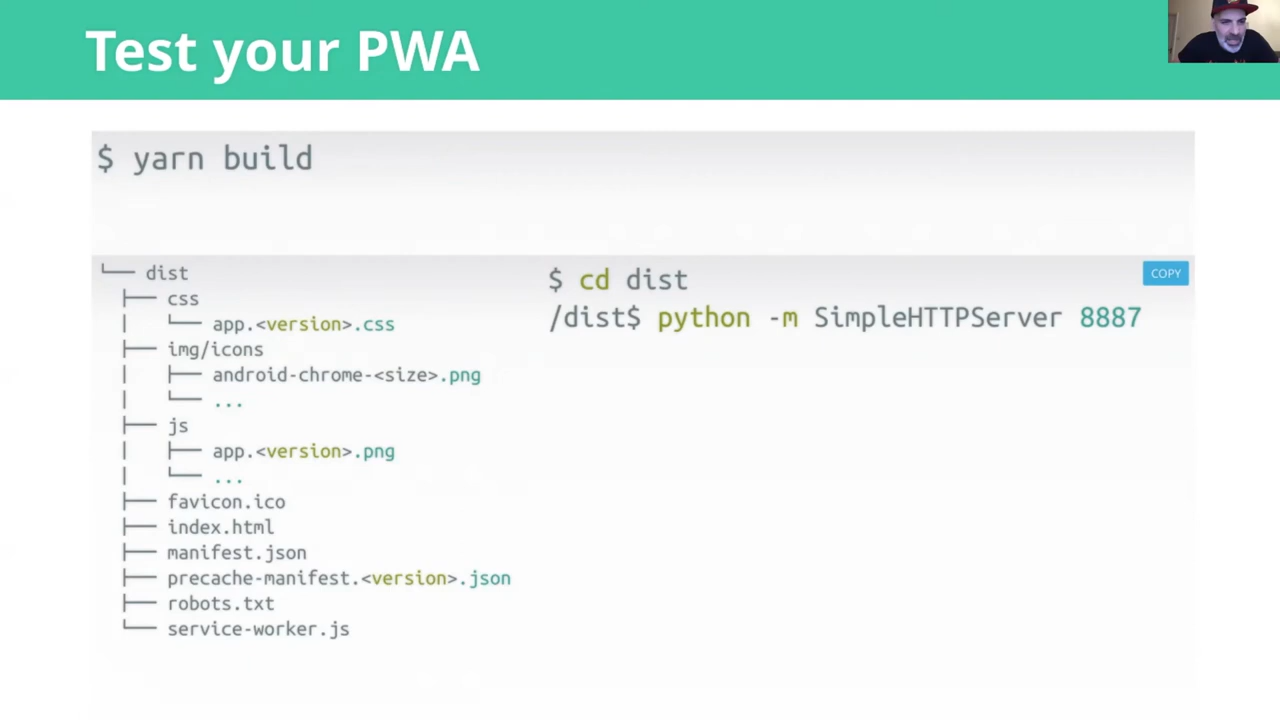 Test your PWA
$ yarn build
└── dist
├── css
│   └── app.<version>.css
├── img/icons
│   ├── android-chrome-<size>.png
│   └── ...
├── js
│   ├── app.<version>.png
│   └── ...
├── favicon.ico
├── index.html
├── manifest.json
├── precache-manifest.<version>.json
├── robots.txt
└── service-worker.js
$ cd dist
/dist$ python -m SimpleHTTPServer 8887
COPY